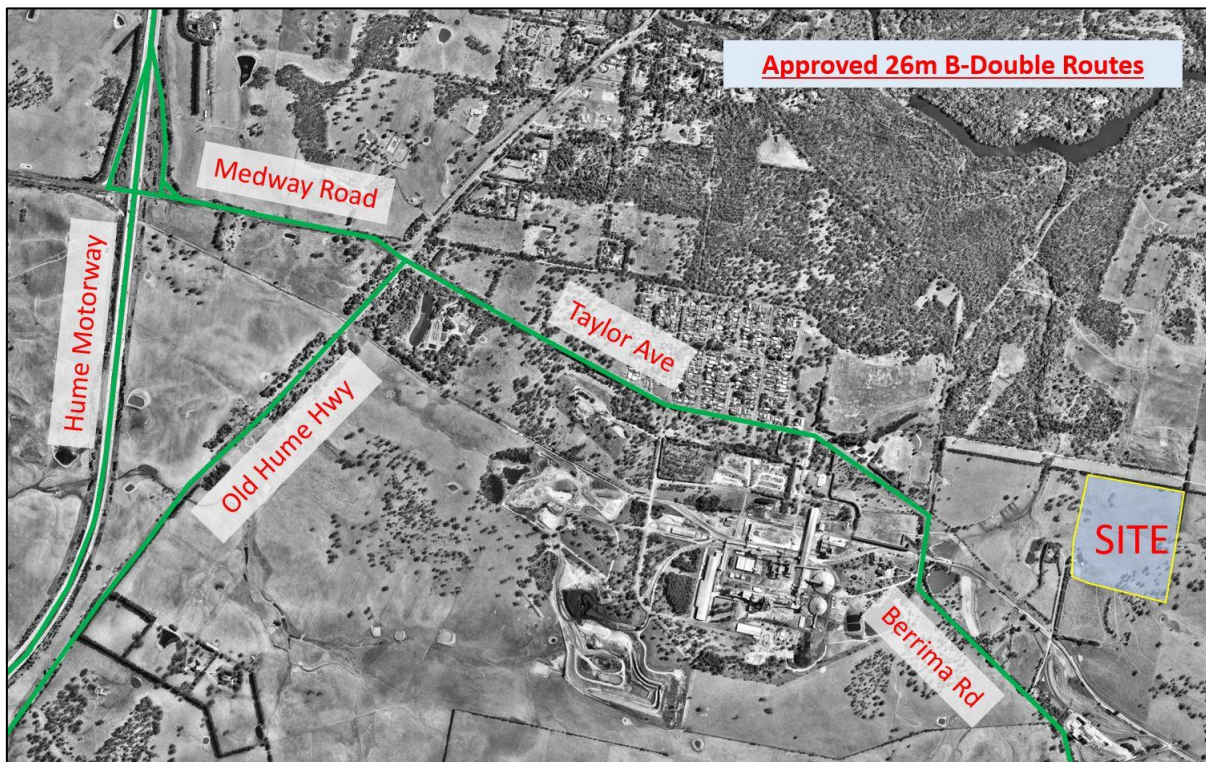 Approved 26m B-Double Routes
Medway Road
Hume Motorway
Taylor Ave
Old Hume Hwy
SITE
Berrima Rd